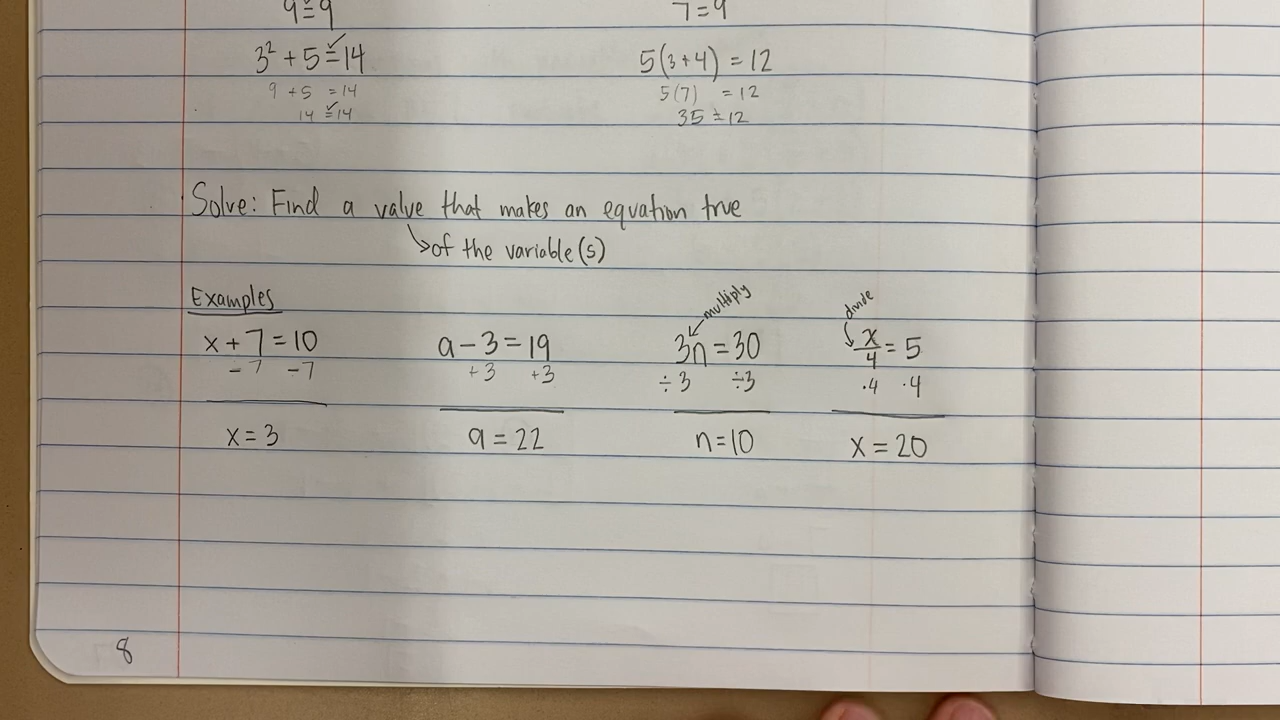 9 = 9
7 = 9
3² + 5 = 14
9 + 5 = 14
14 = 14
5(3+4) = 12
5(7) = 12
35 ≠ 12
Solve: Find a value that makes an equation true
of the variable(s)
Examples
x + 7 = 10
- 7 - 7
x = 3
a - 3 = 19
+3 +3
a = 22
multiply
3n = 30
÷3 ÷3
n = 10
divide
x/4 = 5
·4 ·4
x = 20
8